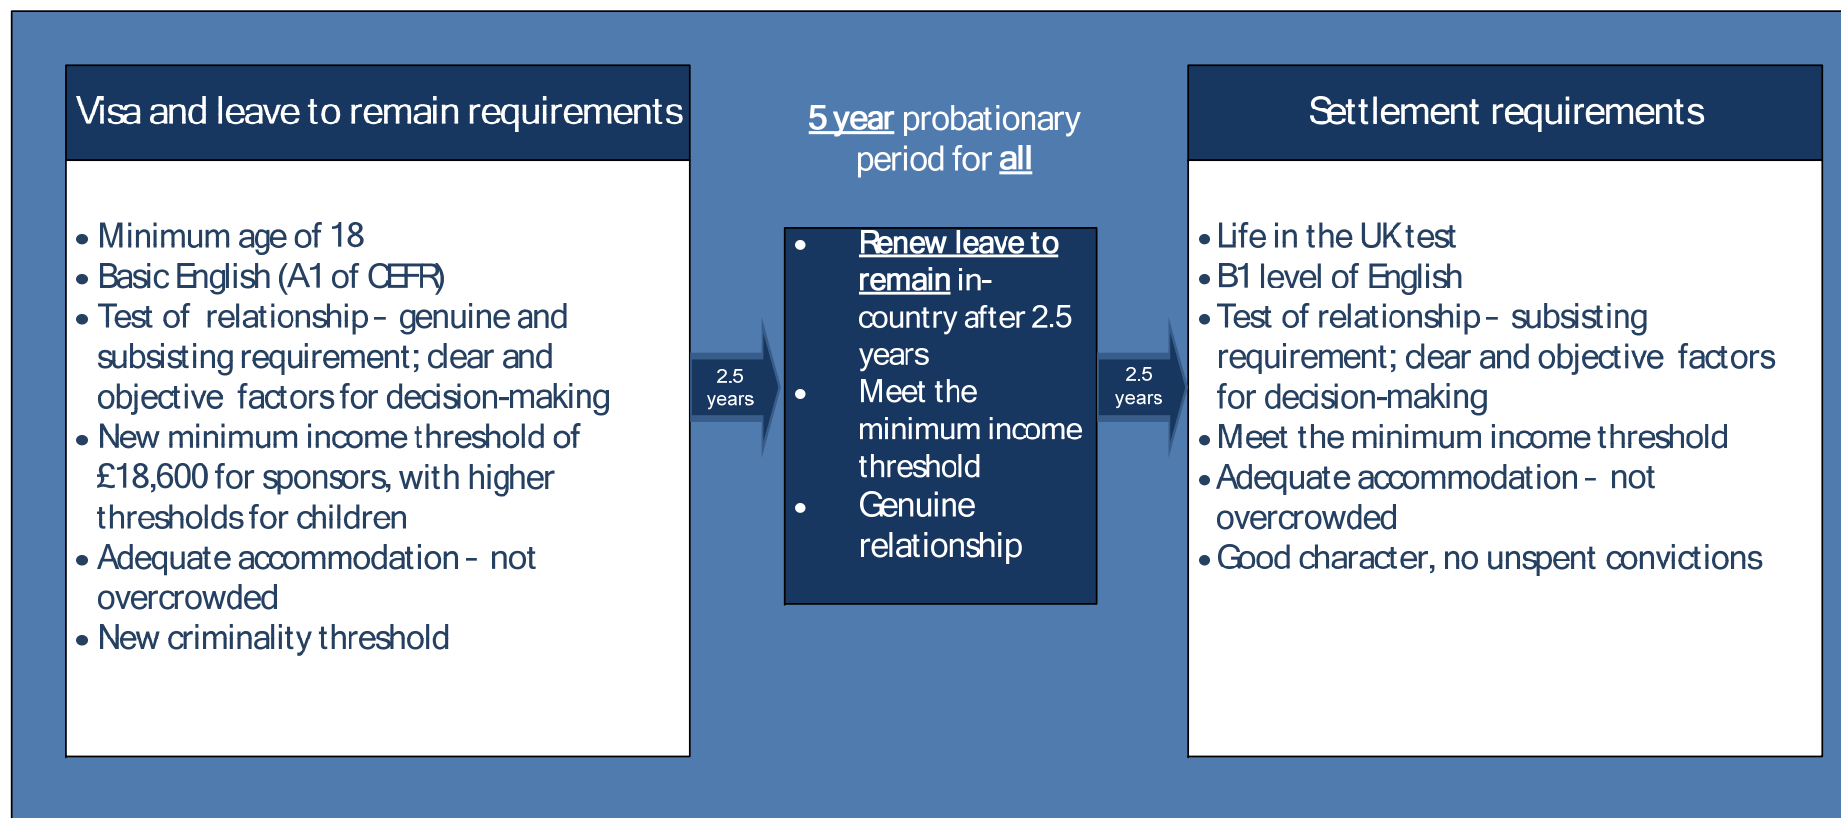 Visa and leave to remain requirements
• Minimum age of 18
• Basic English (A1 of CEFR)
• Test of relationship – genuine and
subsisting requirement; clear and
objective factors for decision-making
• New minimum income threshold of
£18,600 for sponsors, with higher
thresholds for children
• Adequate accommodation – not
overcrowded
• New criminality threshold
2.5
years
5 year probationary
period for all
• Renew leave to
remain in-
country after 2.5
years
• Meet the
minimum income
threshold
• Genuine
relationship
2.5
years
Settlement requirements
• Life in the UK test
• B1 level of English
• Test of relationship – subsisting
requirement; clear and objective factors
for decision-making
• Meet the minimum income threshold
• Adequate accommodation – not
overcrowded
• Good character, no unspent convictions